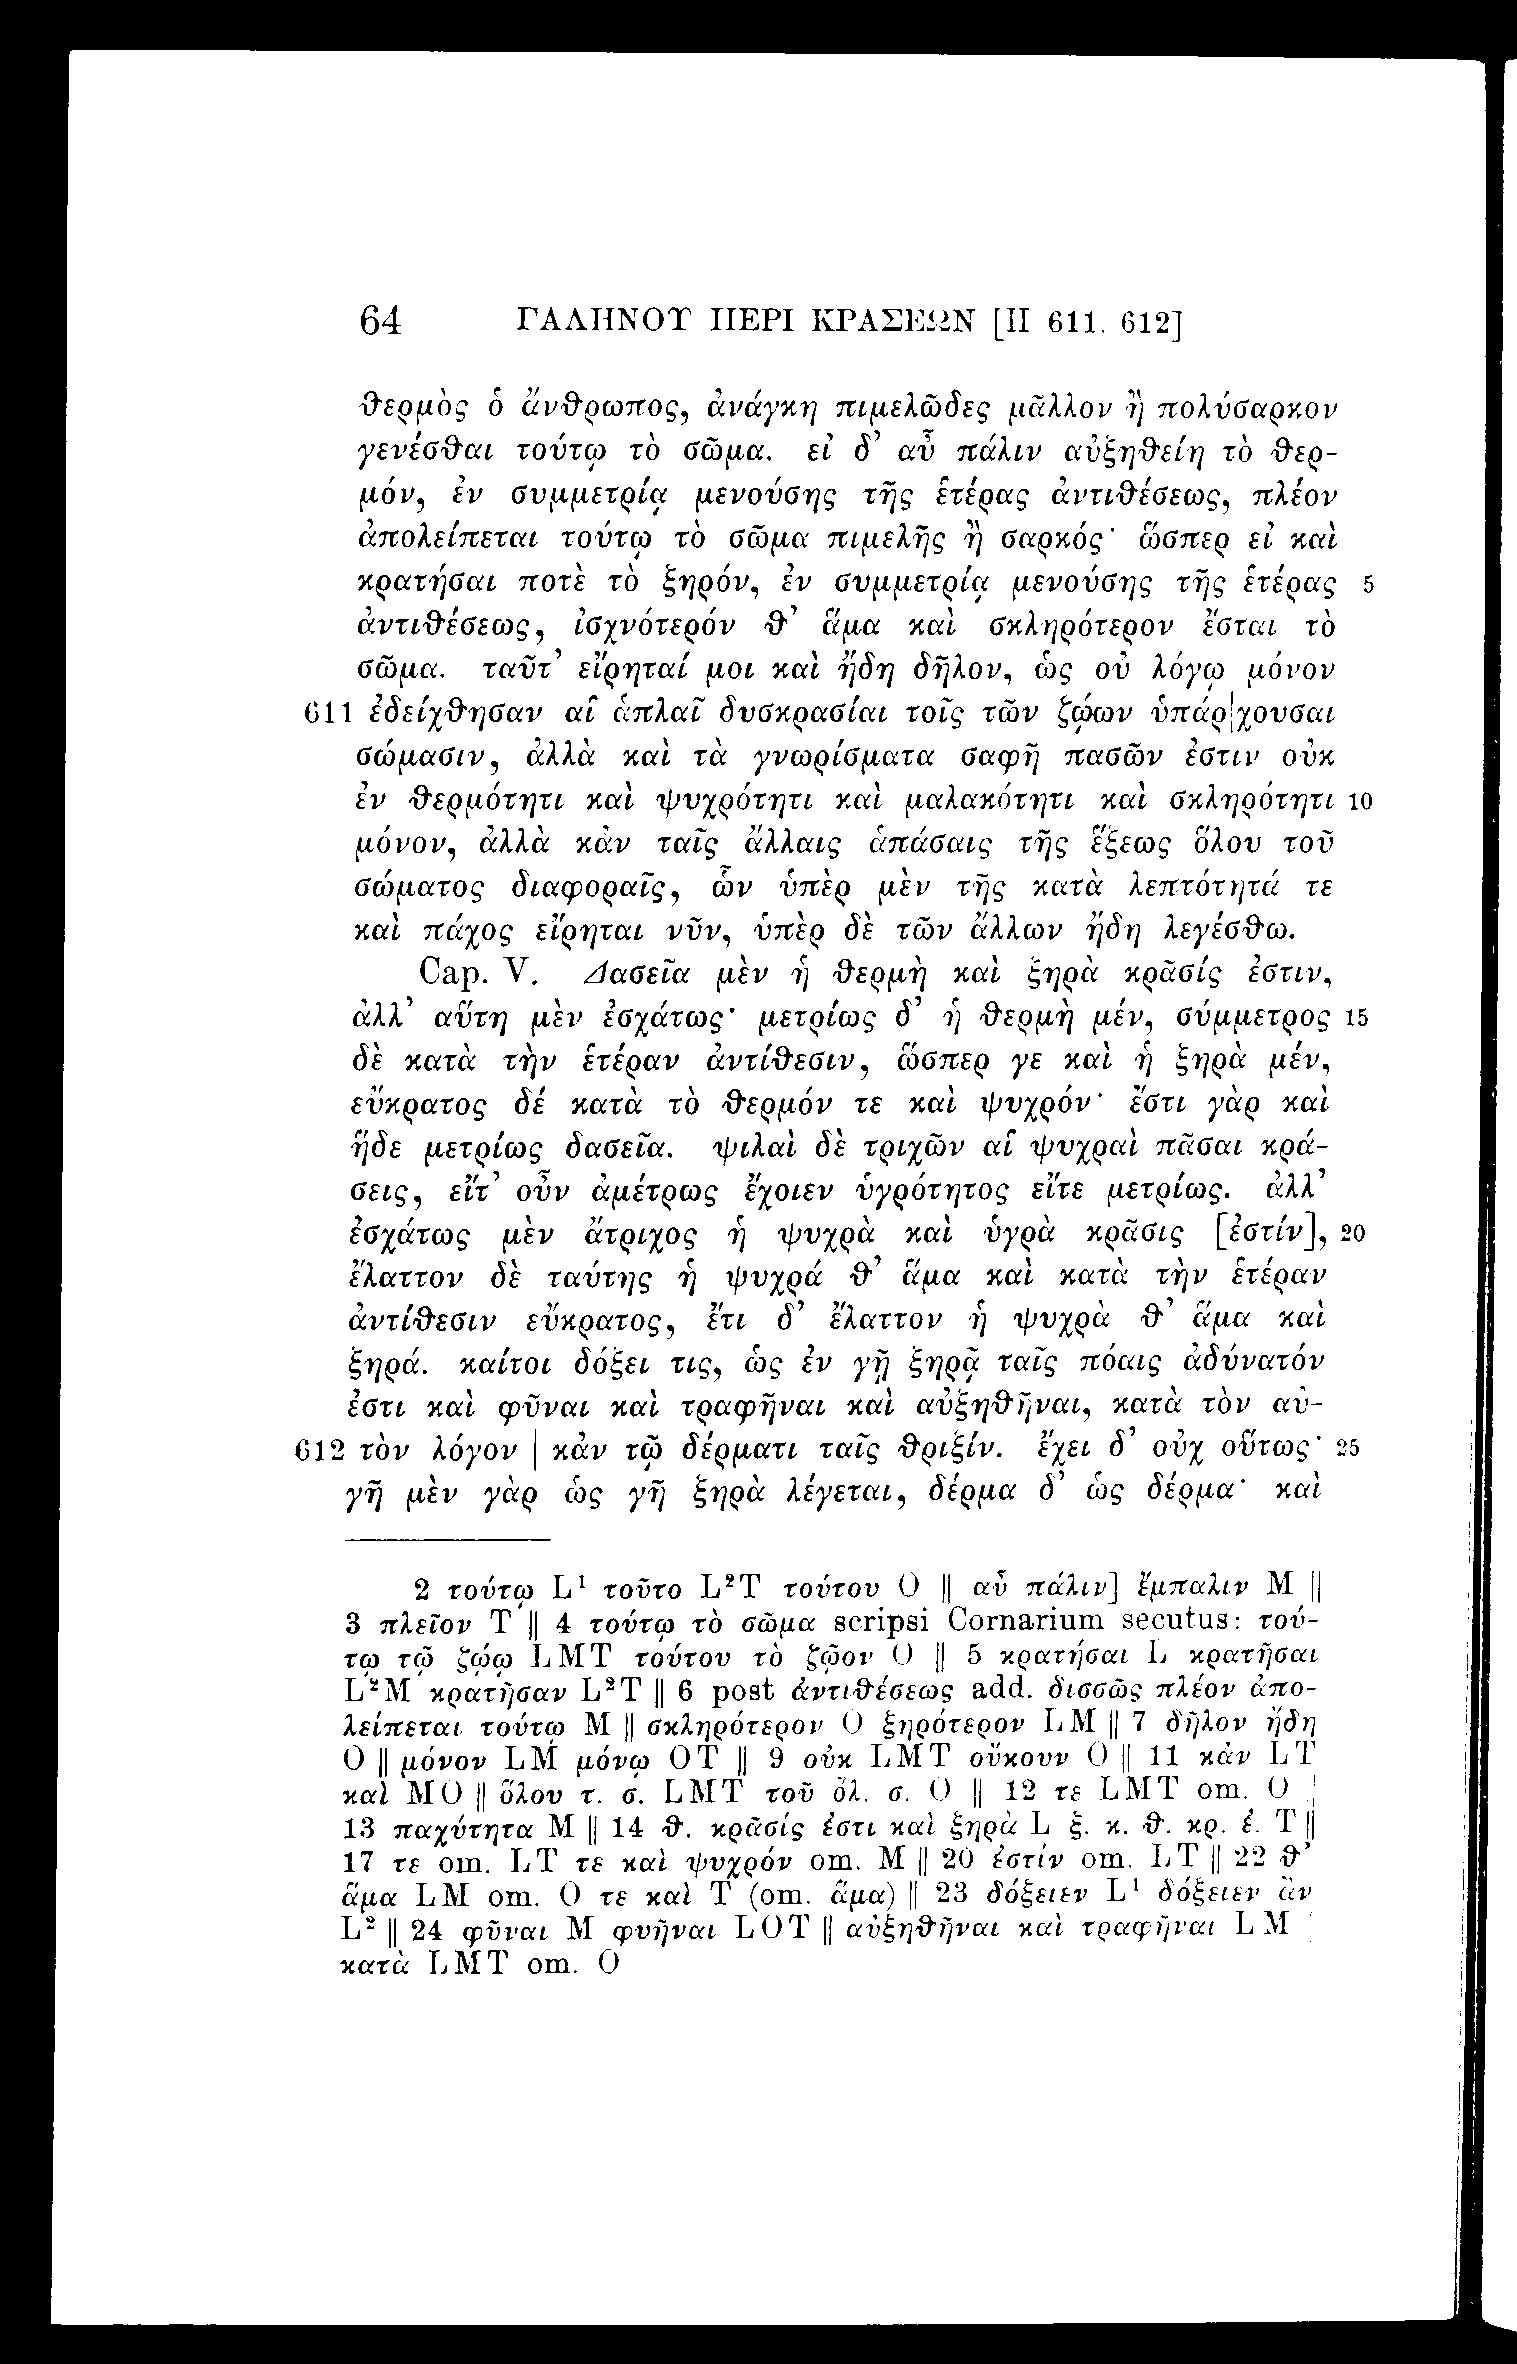 64 ΓΑΛΗΝΟΥ ΠΕΡΙ ΚΡΑΣΕΩΝ [II 611. 612]
θερμὸς ὁ ἄνθρωπος, ἀνάγκη πιμελῶδες μᾶλλον ἢ πολύσαρκον
γενέσθαι τούτῳ τὸ σῶμα. εἰ δ’ αὖ πάλιν αὐξηθείη τὸ θερ-
μόν, ἐν συμμετρίᾳ μενούσης τῆς ἑτέρας ἀντιθέσεως, πλέον
ἀπολείπεται τούτῳ τὸ σῶμα πιμελῆς ἢ σαρκός· ὥσπερ εἰ καὶ
κρατήσαι ποτὲ τὸ ξηρόν, ἐν συμμετρίᾳ μενούσης τῆς ἑτέρας 5
ἀντιθέσεως, ἰσχνότερόν θ’ ἅμα καὶ σκληρότερον ἔσται τὸ
σῶμα. ταῦτ’ εἴρηταί μοι καὶ ἤδη δῆλον, ὡς οὐ λόγῳ μόνον
611 ἐδείχθησαν αἱ ἁπλαῖ δυσκρασίαι τοῖς τῶν ζῴων ὑπάρ|χουσαι
σώμασιν, ἀλλὰ καὶ τὰ γνωρίσματα σαφῆ πασῶν ἐστιν οὐκ
ἐν θερμότητι καὶ ψυχρότητι καὶ μαλακότητι καὶ σκληρότητι 10
μόνον, ἀλλὰ κἀν ταῖς ἄλλαις ἁπάσαις τῆς ἕξεως ὅλου τοῦ
σώματος διαφοραῖς, ὧν ὑπὲρ μὲν τῆς κατὰ λεπτότητά τε
καὶ πάχος εἴρηται νῦν, ὑπὲρ δὲ τῶν ἄλλων ἤδη λεγέσθω.
Cap. V. Δασεῖα μὲν ἡ θερμὴ καὶ ξηρὰ κρᾶσίς ἐστιν,
ἀλλ’ αὕτη μὲν ἐσχάτως· μετρίως δ’ ἡ θερμὴ μέν, σύμμετρος 15
δὲ κατὰ τὴν ἑτέραν ἀντίθεσιν, ὥσπερ γε καὶ ἡ ξηρὰ μέν,
εὔκρατος δέ κατὰ τὸ θερμόν τε καὶ ψυχρόν· ἔστι γὰρ καὶ
ἥδε μετρίως δασεῖα. ψιλαὶ δὲ τριχῶν αἱ ψυχραὶ πᾶσαι κρά-
σεις, εἴτ’ οὖν ἀμέτρως ἔχοιεν ὑγρότητος εἴτε μετρίως. ἀλλ’
ἐσχάτως μὲν ἄτριχος ἡ ψυχρὰ καὶ ὑγρὰ κρᾶσις [ἐστίν], 20
ἔλαττον δὲ ταύτης ἡ ψυχρά θ’ ἅμα καὶ κατὰ τὴν ἑτέραν
ἀντίθεσιν εὔκρατος, ἔτι δ’ ἔλαττον ἡ ψυχρὰ θ’ ἅμα καὶ
ξηρά. καίτοι δόξει τις, ὡς ἐν γῇ ξηρᾷ ταῖς πόαις ἀδύνατόν
ἐστι καὶ φῦναι καὶ τραφῆναι καὶ αὐξηθῆναι, κατὰ τὸν αὐ-
612 τὸν λόγον | κἀν τῷ δέρματι ταῖς θριξίν. ἔχει δ’ οὐχ οὕτως· 25
γῆ μὲν γὰρ ὡς γῆ ξηρὰ λέγεται, δέρμα δ’ ὡς δέρμα· καὶ
2 τούτῳ L¹ τοῦτο L²T τούτου O ‖ αὖ πάλιν] ἔμπαλιν M ‖
3 πλεῖον T ‖ 4 τούτῳ τὸ σῶμα scripsi Cornarium secutus: τού-
τῳ τῷ ζώῳ LMT τούτου τὸ ζῷον O ‖ 5 κρατήσαι L κρατῆσαι
L²M κρατῆσαν L²T ‖ 6 post ἀντιθέσεως add. δισσῶς πλέον ἀπο-
λείπεται τούτῳ M ‖ σκληρότερον O ξηρότερον LM ‖ 7 δῆλον ἤδη
O ‖ μόνον LM μόνῳ OT ‖ 9 οὐκ LMT οὔκουν O ‖ 11 κἀν LT
καὶ MO ‖ ὅλου τ. σ. LMT τοῦ ὅλ. σ. O ‖ 12 τε LMT om. O
13 παχύτητα M ‖ 14 θ. κρᾶσίς ἐστι καὶ ξηρὰ L ξ. κ. θ. κρ. ἐ. T ‖
17 τε om. LT τε καὶ ψυχρόν om. M ‖ 20 ἐστίν om. LT ‖ 22 θ’
ἅμα LM om. O τε καὶ T (om. ἅμα) ‖ 23 δόξειεν L¹ δόξειεν ἂν
L² ‖ 24 φῦναι M φυῆναι LOT ‖ αὐξηθῆναι καὶ τραφῆναι LM
κατὰ LMT om. O